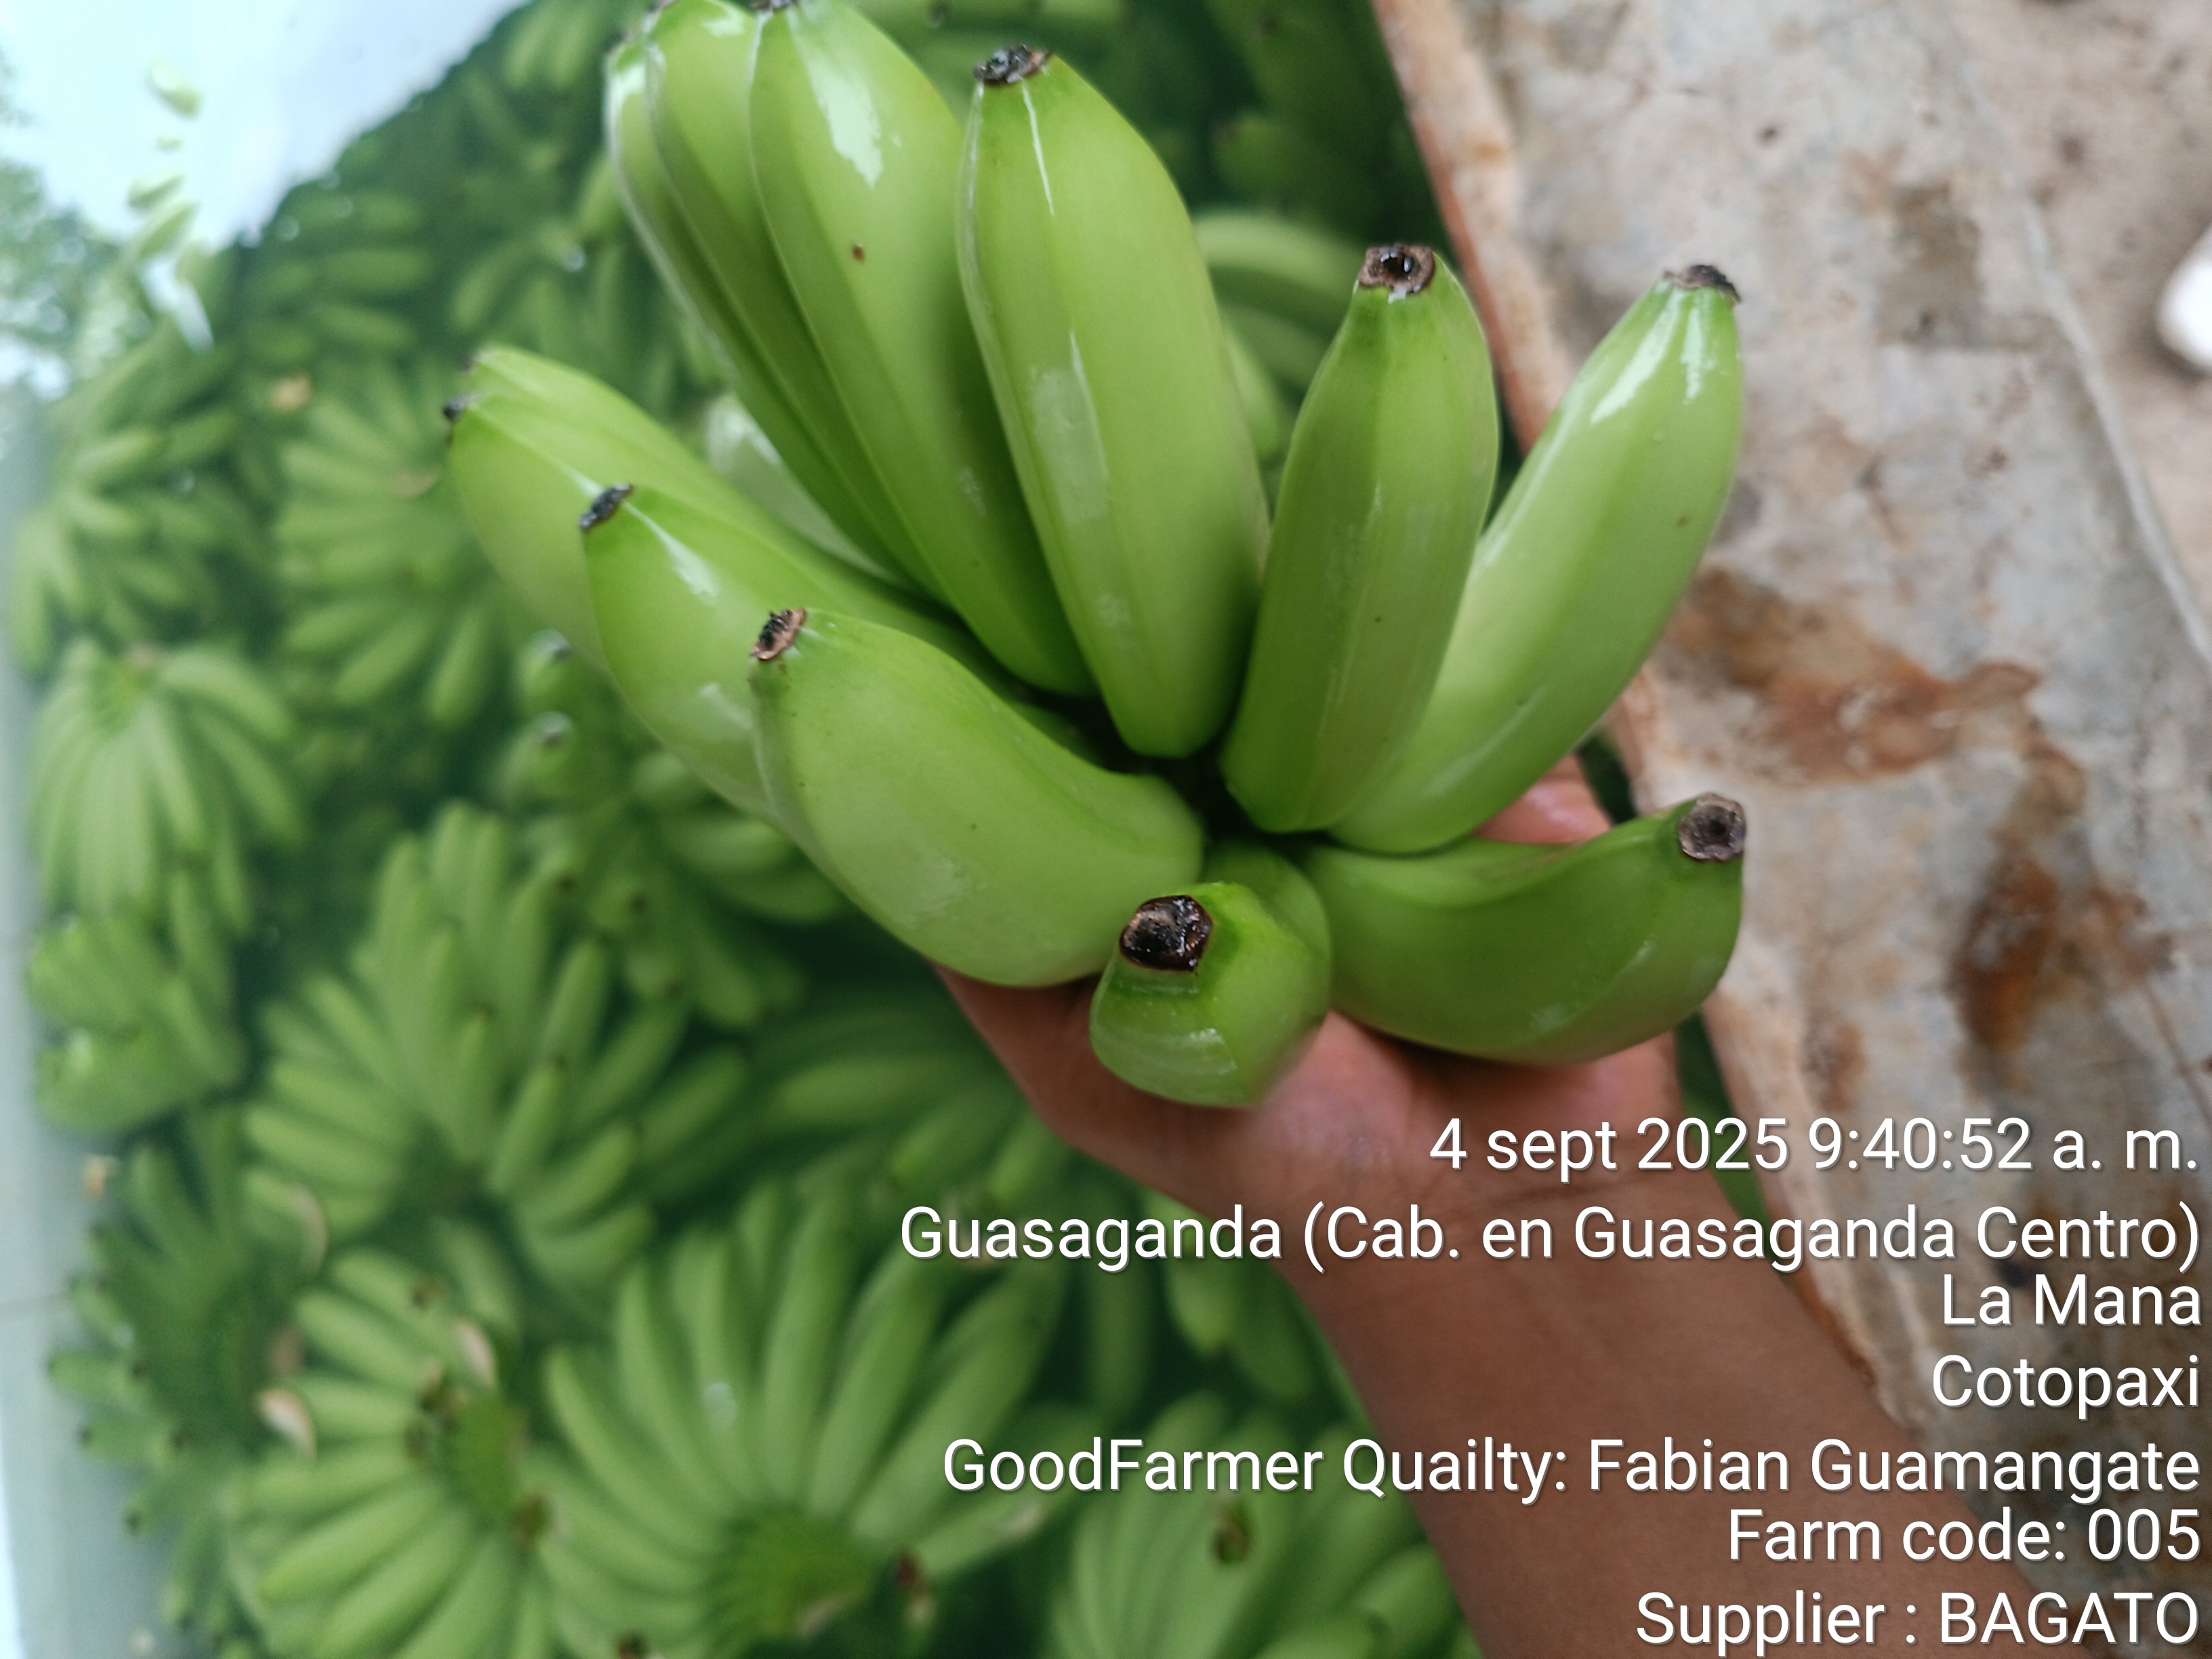 4 sept 2025 9:40:52 a. m.
Guasaganda (Cab. en Guasaganda Centro)
La Mana
Cotopaxi
GoodFarmer Quailty: Fabian Guamangate
Farm code: 005
Supplier : BAGATO